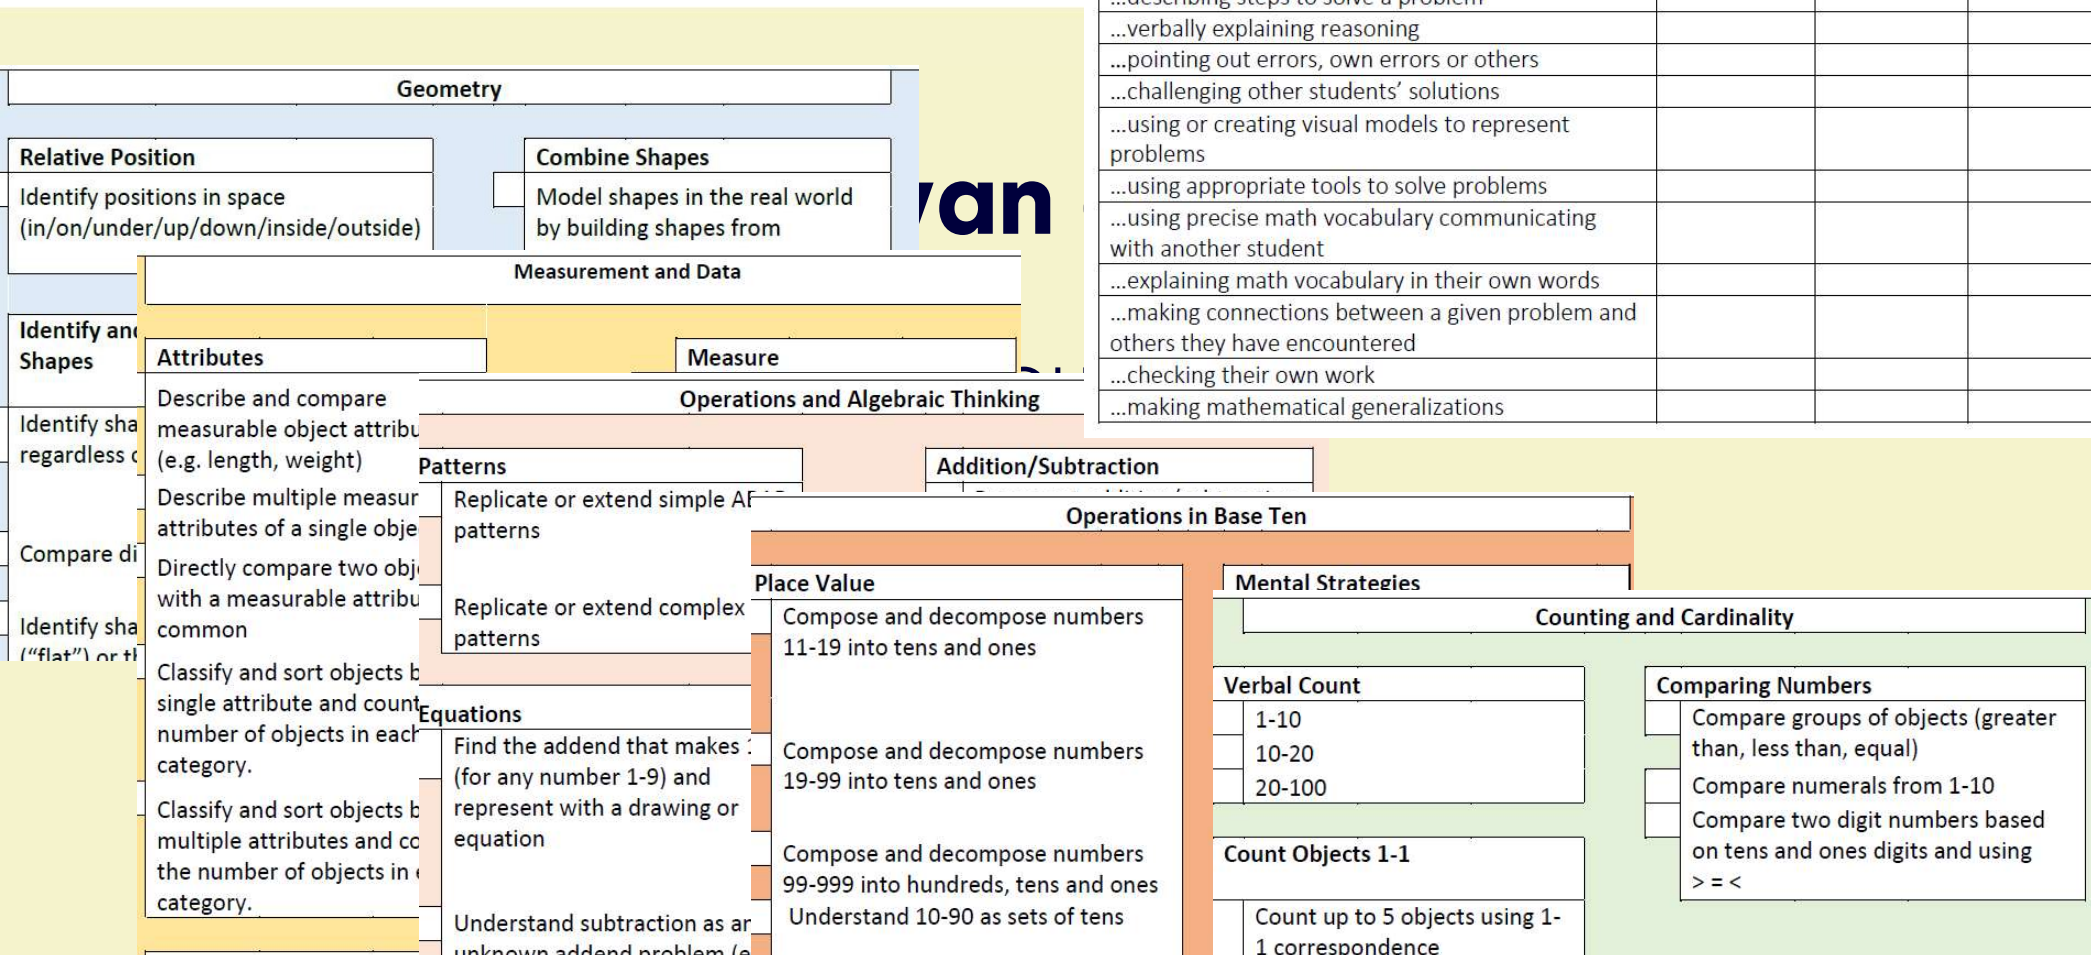 Geometry
Relative Position
Identify positions in space
(in/on/under/up/down/inside/outside)
Combine Shapes
Model shapes in the real world
by building shapes from
Identify
Shapes
Identify
regardless
Compare
Identify
("flat") or
Measurement and Data
Attributes
Describe and compare
measurable object
(e.g. length, weight)
Describe multiple
attributes of a single
Directly compare two
with a measurable
common
Classify and sort objects
single attribute and count
number of objects in each
category.
Classify and sort objects
multiple attributes and
the number of objects in
category.
Measure
Operations and Algebraic Thinking
Patterns
Replicate or extend simple
patterns
Replicate or extend complex
patterns
Addition/Subtraction
Equations
Find the addend that makes
(for any number 1-9) and
represent with a drawing or
equation
Understand subtraction as
unknown addend problem
Operations in Base Ten
Place Value
Compose and decompose numbers
11-19 into tens and ones
Compose and decompose numbers
19-99 into tens and ones
Compose and decompose numbers
99-999 into hundreds, tens and ones
Understand 10-90 as sets of tens
Mental Strategies
Counting and Cardinality
Verbal Count
1-10
10-20
20-100
Count Objects 1-1
Count up to 5 objects using 1-
1 correspondence
Comparing Numbers
Compare groups of objects (greater
than, less than, equal)
Compare numerals from 1-10
Compare two digit numbers based
on tens and ones digits and using
> = <
...describing steps to solve a problem
...verbally explaining reasoning
...pointing out errors, own errors or others
...challenging other students' solutions
...using or creating visual models to represent
problems
...using appropriate tools to solve problems
...using precise math vocabulary communicating
with another student
...explaining math vocabulary in their own words
...making connections between a given problem and
others they have encountered
...checking their own work
...making mathematical generalizations